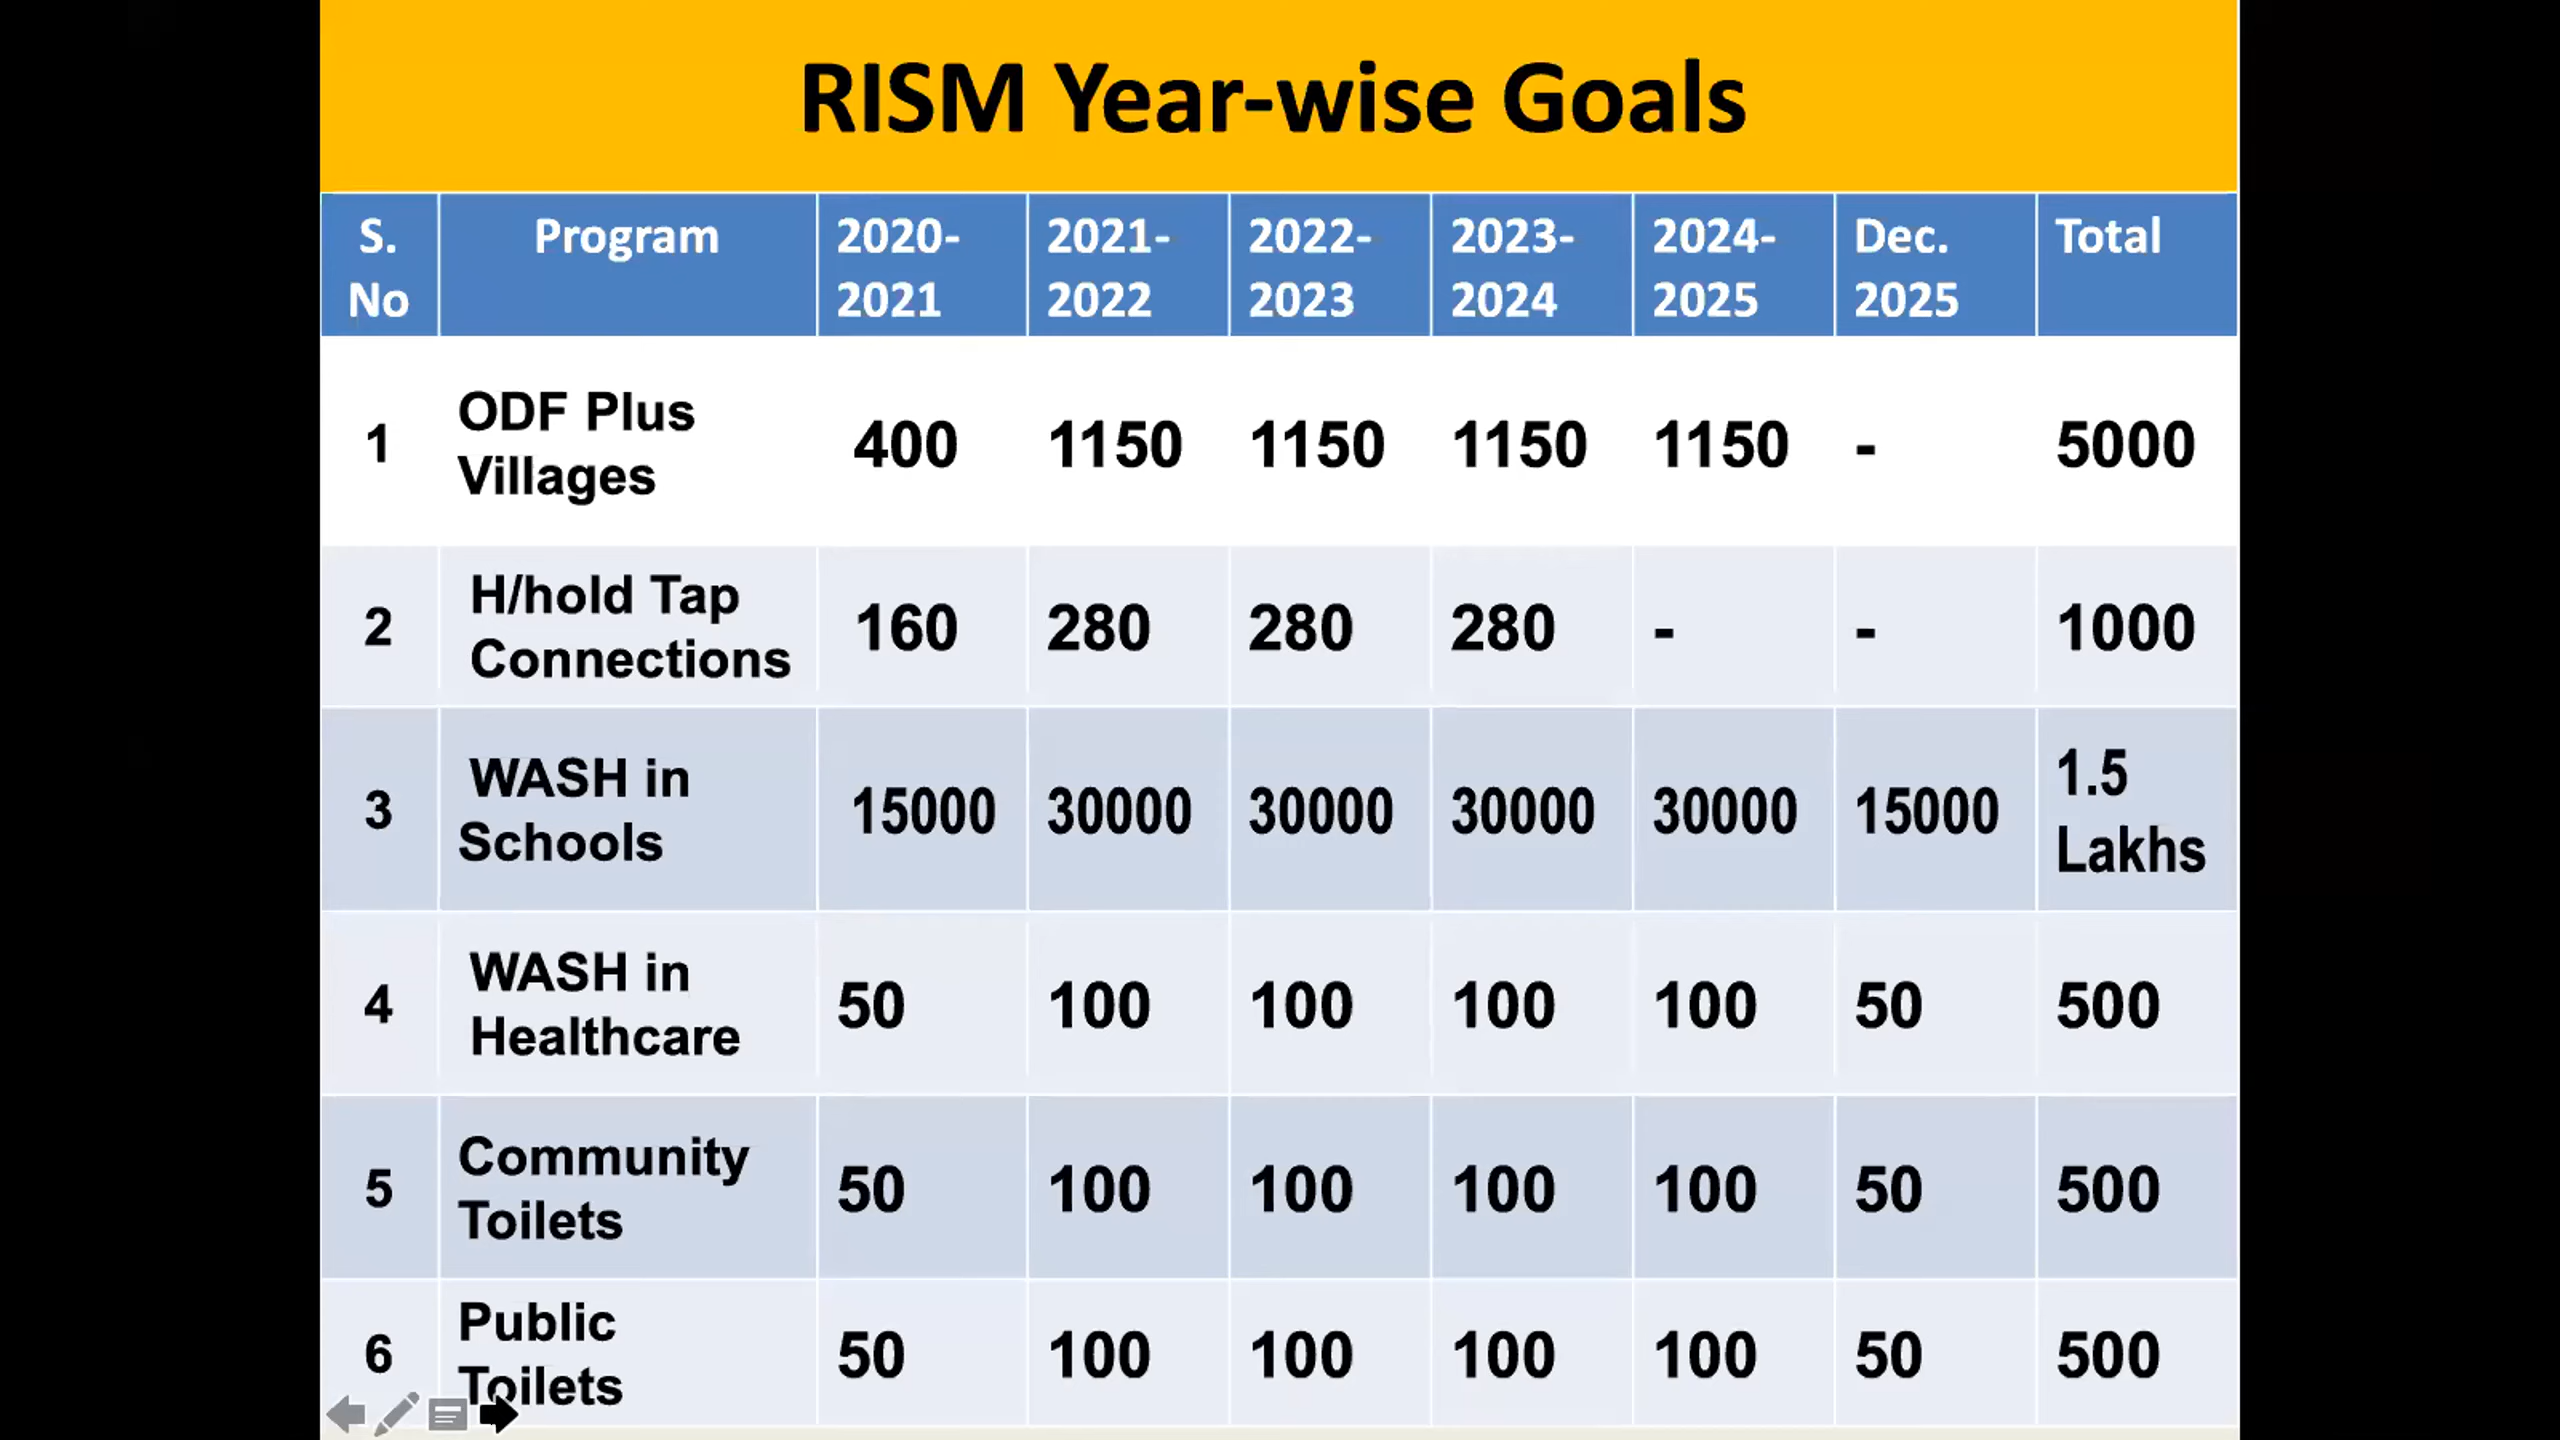 RISM Year-wise Goals
S. No Program 2020-2021 2021-2022 2022-2023 2023-2024 2024-2025 Dec. 2025 Total
1 ODF Plus Villages 400 1150 1150 1150 1150 - 5000
2 H/hold Tap Connections 160 280 280 280 - - 1000
3 WASH in Schools 15000 30000 30000 30000 30000 15000 1.5 Lakhs
4 WASH in Healthcare 50 100 100 100 100 50 500
5 Community Toilets 50 100 100 100 100 50 500
6 Public Toilets 50 100 100 100 100 50 500